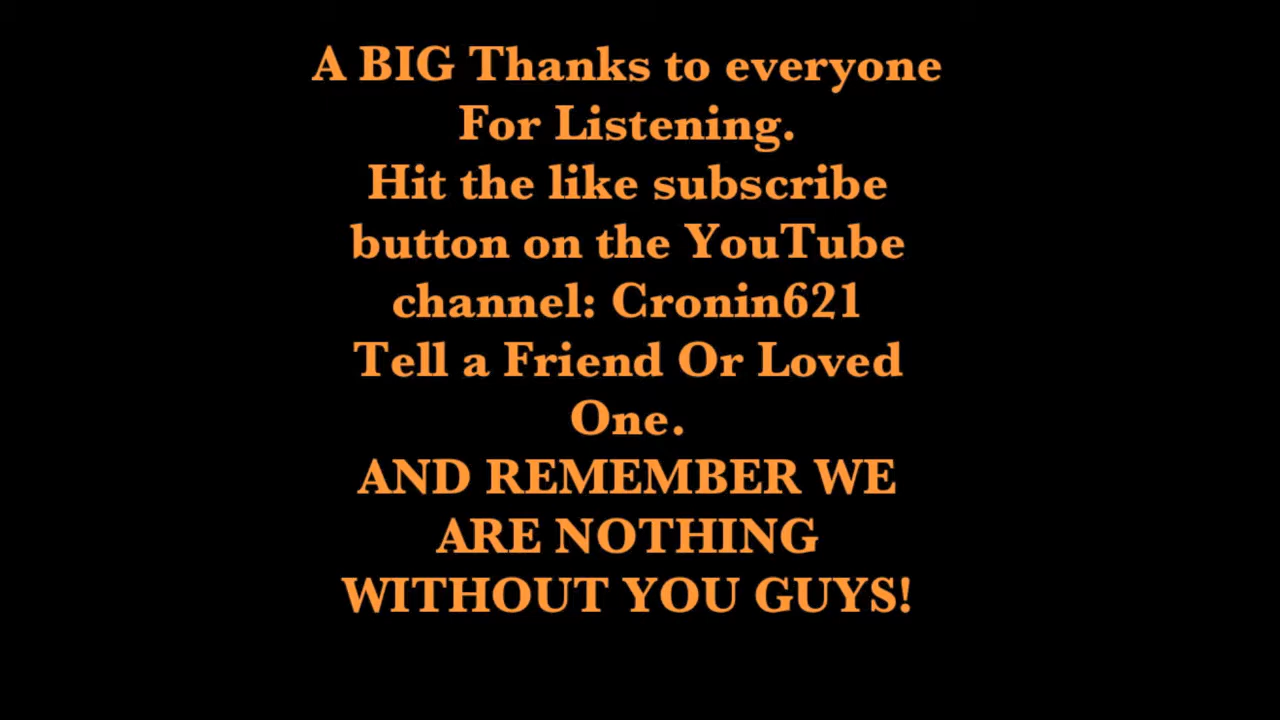 A BIG Thanks to everyone
For Listening.
Hit the like subscribe
button on the YouTube
channel: Cronin621
Tell a Friend Or Loved
One.
AND REMEMBER WE
ARE NOTHING
WITHOUT YOU GUYS!